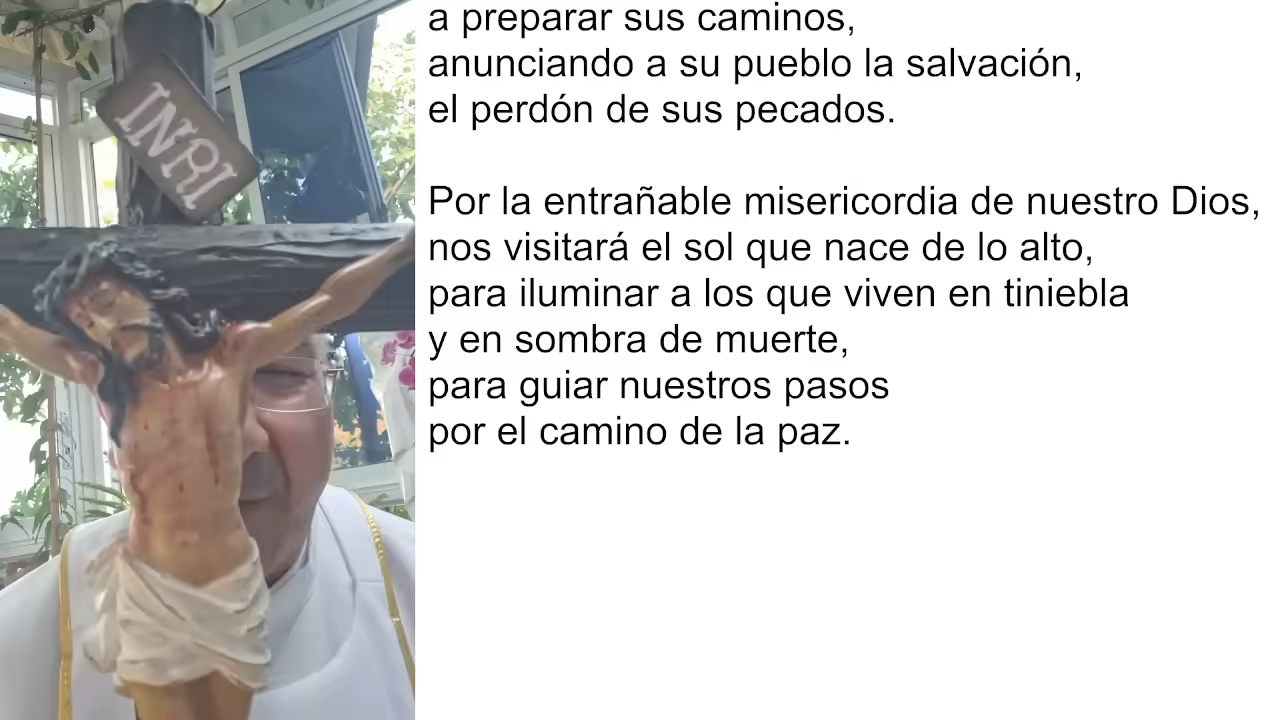 INRI
a preparar sus caminos,
anunciando a su pueblo la salvación,
el perdón de sus pecados.
Por la entrañable misericordia de nuestro Dios,
nos visitará el sol que nace de lo alto,
para iluminar a los que viven en tiniebla
y en sombra de muerte,
para guiar nuestros pasos
por el camino de la paz.